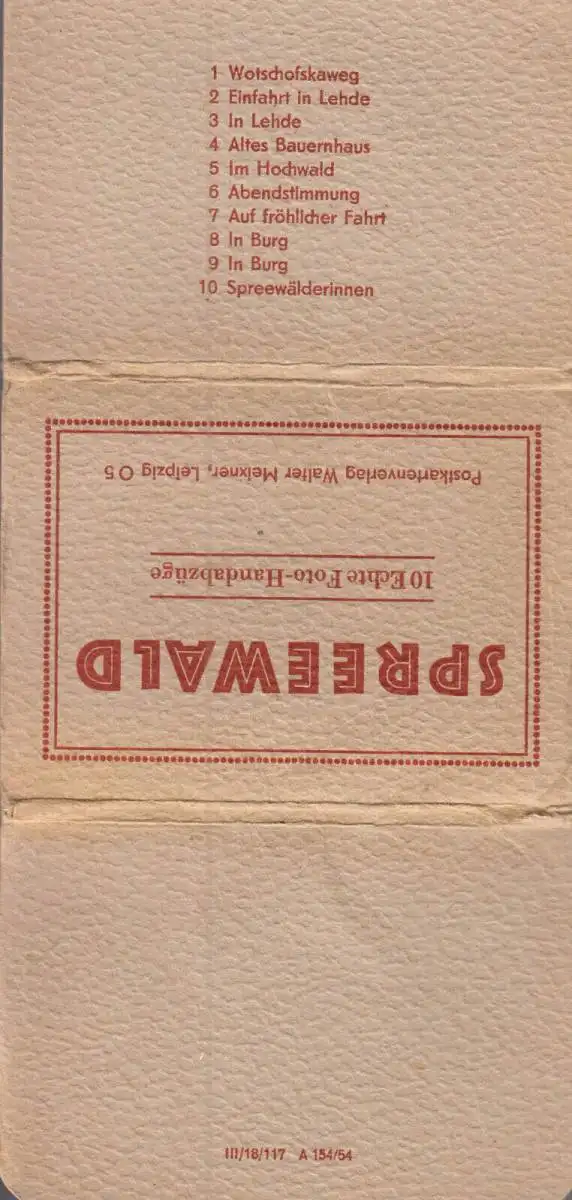 1 Wotschofskaweg
2 Einfahrt in Lehde
3 In Lehde
4 Altes Bauernhaus
5 Im Hochwald
6 Abendstimmung
7 Auf fröhlicher Fahrt
8 In Burg
9 In Burg
10 Spreewälderinnen
SPREEWALD
10 Echte Foto-Handabzüge
Postkartenverlag Walter Meixner, Leipzig O 5
III/18/117 A 154/54